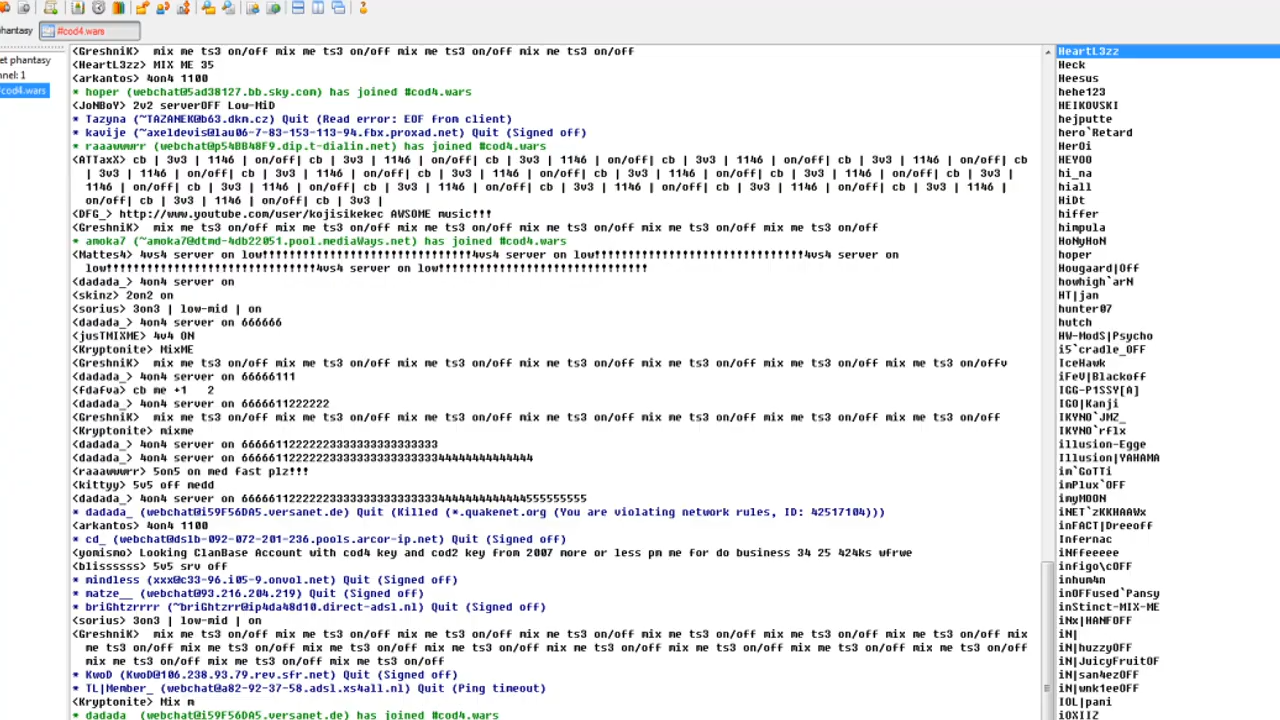 phantasy
#cod4.wars
et phantasy
nnel: 1
cod4.wars
<GreshniK>  mix me ts3 on/off mix me ts3 on/off mix me ts3 on/off mix me ts3 on/off
<HeartL3zz> MIX ME 35
<arkantos> 4on4 1100
* hoper (webchat@5ad38127.bb.sky.com) has joined #cod4.wars
<JoNBoY> 2v2 serverOFF Low-MiD
* Tazyna (~TAZANEK@b63.dkm.cz) Quit (Read error: EOF from client)
* kavije (~axeldevis@lau06-7-83-153-113-94.fbx.proxad.net) Quit (Signed off)
* raaawwurr (webchat@p54BB48F9.dip.t-dialin.net) has joined #cod4.wars
<ATTaxX> cb | 3v3 | 1146 | on/off| cb | 3v3 | 1146 | on/off| cb | 3v3 | 1146 | on/off| cb | 3v3 | 1146 | on/off| cb | 3v3 | 1146 | on/off| cb
| 3v3 | 1146 | on/off| cb | 3v3 | 1146 | on/off| cb | 3v3 | 1146 | on/off| cb | 3v3 | 1146 | on/off| cb | 3v3 | 1146 | on/off| cb | 3v3 |
1146 | on/off| cb | 3v3 | 1146 | on/off| cb | 3v3 | 1146 | on/off| cb | 3v3 | 1146 | on/off| cb | 3v3 | 1146 | on/off| cb | 3v3 | 1146 |
on/off| cb | 3v3 | 1146 | on/off| cb | 3v3 |
<DFG_> http://www.youtube.com/user/kojisikekec AWSOME music!!!
<GreshniK>  mix me ts3 on/off mix me ts3 on/off mix me ts3 on/off mix me ts3 on/off mix me ts3 on/off mix me ts3 on/off
* amoka7 (~amoka7@dtmd-4db22051.pool.mediaWays.net) has joined #cod4.wars
<Mattes4> 4vs4 server on low!!!!!!!!!!!!!!!!!!!!!!!!!!!!!!!4vs4 server on low!!!!!!!!!!!!!!!!!!!!!!!!!!!!!!!4vs4 server on
low!!!!!!!!!!!!!!!!!!!!!!!!!!!!!!!4vs4 server on low!!!!!!!!!!!!!!!!!!!!!!!!!!!!!!!
<dadada_> 4on4 server on
<skinz> 2on2 on
<sorius> 3on3 | low-mid | on
<dadada_> 4on4 server on 666666
<jusTMIXME> 4v4 ON
<Kryptonite> MixME
<GreshniK>  mix me ts3 on/off mix me ts3 on/off mix me ts3 on/off mix me ts3 on/off mix me ts3 on/off mix me ts3 on/off mix me ts3 on/offv
<dadada_> 4on4 server on 66666111
<fdafva> cb me +1   2
<dadada_> 4on4 server on 6666611222222
<GreshniK>  mix me ts3 on/off mix me ts3 on/off mix me ts3 on/off mix me ts3 on/off mix me ts3 on/off mix me ts3 on/off mix me ts3 on/off
<Kryptonite> mixme
<dadada_> 4on4 server on 66666112222223333333333333333
<dadada_> 4on4 server on 6666611222222333333333333333344444444444444
<raaawwurr> 5on5 on med fast plz!!!
<kittyy> 5v5 off medd
<dadada_> 4on4 server on 666661122222233333333333333334444444444444555555555
* dadada_ (webchat@i59F56DA5.versanet.de) Quit (Killed (*.quakenet.org (You are violating network rules, ID: 42517104)))
<arkantos> 4on4 1100
* cd_ (webchat@dslb-092-072-201-236.pools.arcor-ip.net) Quit (Signed off)
<yomismo> Looking ClanBase Account with cod4 key and cod2 key from 2007 more or less pm me for do business 34 25 424ks wfrwe
<blissssss> 5v5 srv off
* mindless (xxx@c33-96.i05-9.onvol.net) Quit (Signed off)
* matze__ (webchat@93.216.204.219) Quit (Signed off)
* briGhtzrrrr (~briGhtzrr@ip4da48d10.direct-adsl.nl) Quit (Signed off)
<sorius> 3on3 | low-mid | on
<GreshniK>  mix me ts3 on/off mix me ts3 on/off mix me ts3 on/off mix me ts3 on/off mix me ts3 on/off mix me ts3 on/off mix me ts3 on/off mix
me ts3 on/off mix me ts3 on/off mix me ts3 on/off mix me ts3 on/off mix me ts3 on/off mix me ts3 on/off mix me ts3 on/off mix me ts3 on/off
mix me ts3 on/off mix me ts3 on/off mix me ts3 on/off
* KwoD (KwoD@106.238.93.79.rev.sfr.net) Quit (Signed off)
* TL|Member_ (webchat@a82-92-37-58.adsl.xs4all.nl) Quit (Ping timeout)
<Kryptonite> Mix m
* dadada_ (webchat@i59F56DA5.versanet.de) has joined #cod4.wars
HeartL3zz
Heck
Heesus
hehe123
HEIKOVSKI
hejputte
hero`Retard
HerOi
HEYOO
hi_na
hiall
HiDt
hiffer
himpula
HoNyHoN
hoper
Hougaard|Off
howhigh`arN
HT|jan
hunter07
hutch
HW-ModS|Psycho
i5`cradle_OFF
IceHawk
iFeV|Blackoff
IGG-P1SSY[A]
IGO|Kanji
IKYNO`JMZ_
IKYNO`rflx
illusion-Egge
Illusion|YAHAMA
im`GoTTi
imPlux`OFF
imyMOON
iNET`zKKHAAWx
inFACT|Dreeoff
Infernac
iNffeeeee
infigo\cOFF
inhum4n
inOFFused`Pansy
inStinct-MIX-ME
iNx|HANFOFF
iN|
iN|huzzyOFF
iN|JuicyFruitOF
iN|san4ezOFF
iN|wnk1eeOFF
IOL|pani
iOXIIZ